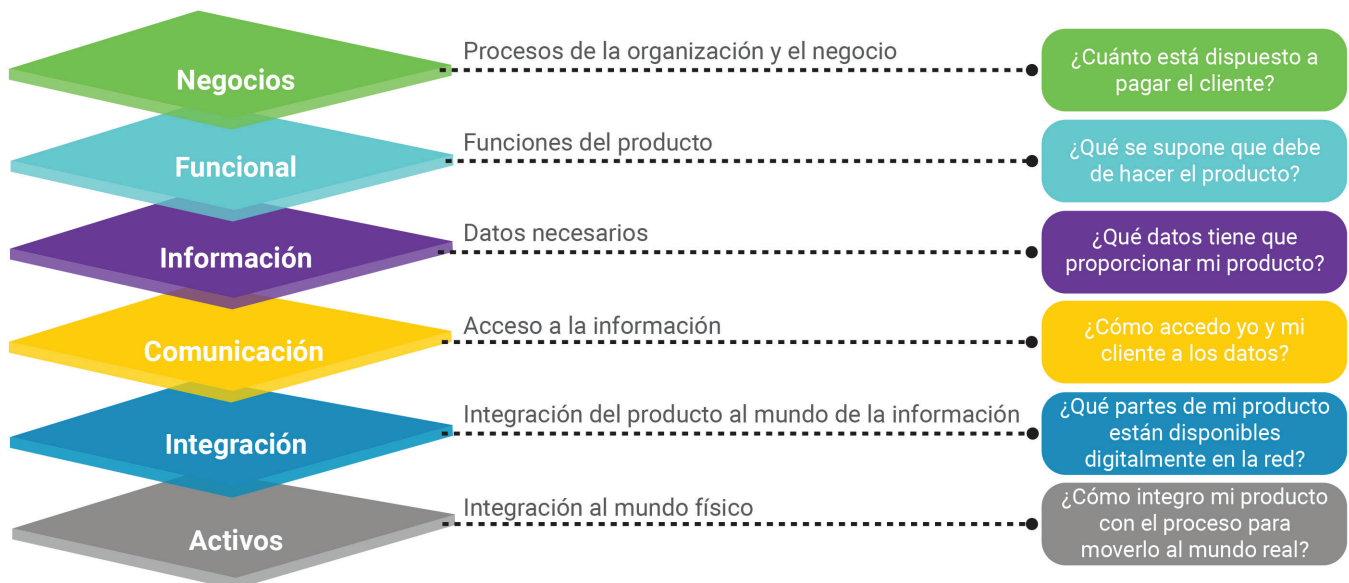 Negocios
Procesos de la organización y el negocio
¿Cuánto está dispuesto a
pagar el cliente?
Funcional
Funciones del producto
¿Qué se supone que debe
de hacer el producto?
Información
Datos necesarios
¿Qué datos tiene que
proporcionar mi producto?
Comunicación
Acceso a la información
¿Cómo accedo yo y mi
cliente a los datos?
Integración
Integración del producto al mundo de la información
¿Qué partes de mi producto
están disponibles
digitalmente en la red?
Activos
Integración al mundo físico
¿Cómo integro mi producto
con el proceso para
moverlo al mundo real?